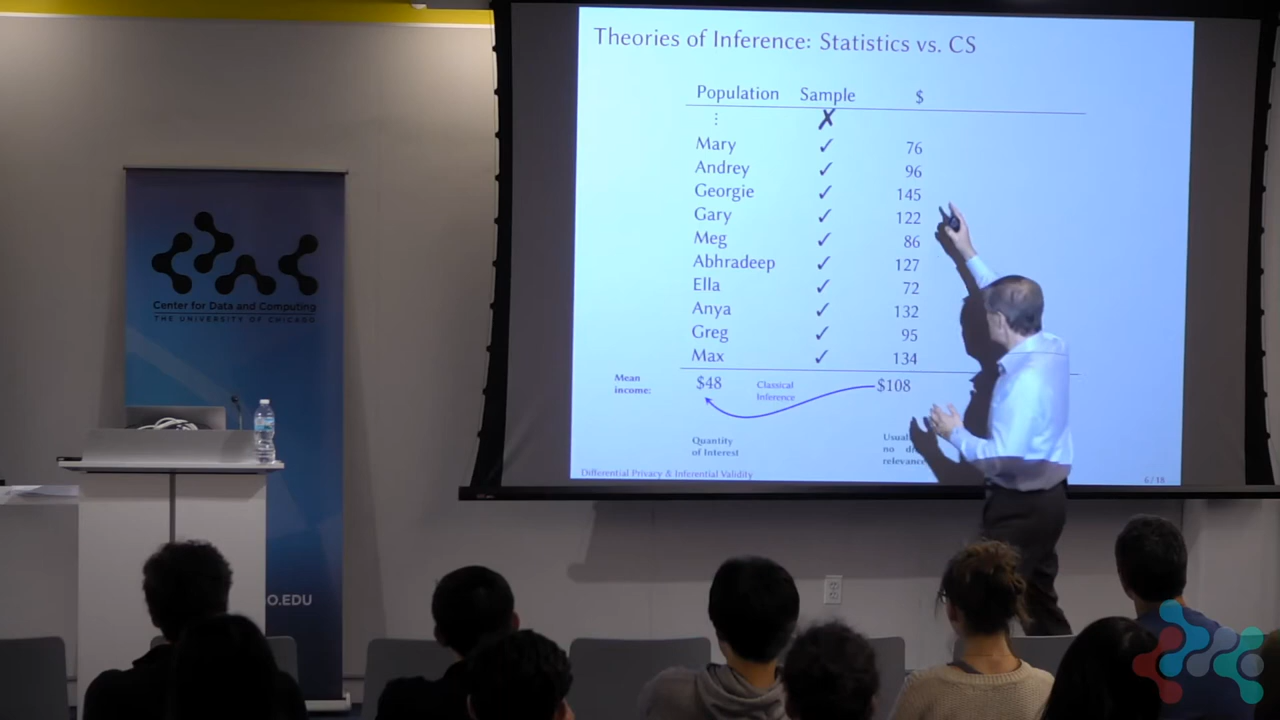 Theories of Inference: Statistics vs. CS
Population Sample $
⋮ ✗
Mary ✓ 76
Andrey ✓ 96
Georgie ✓ 145
Gary ✓ 122
Meg ✓ 86
Abhradeep ✓ 127
Ella ✓ 72
Anya ✓ 132
Greg ✓ 95
Max ✓ 134
Mean
income:
$48
Classical
Inference
$108
Quantity
of Interest
no
relevance
Differential Privacy & Inferential Validity
6 / 18
Center for Data and Computing
THE UNIVERSITY OF CHICAGO
O.EDU